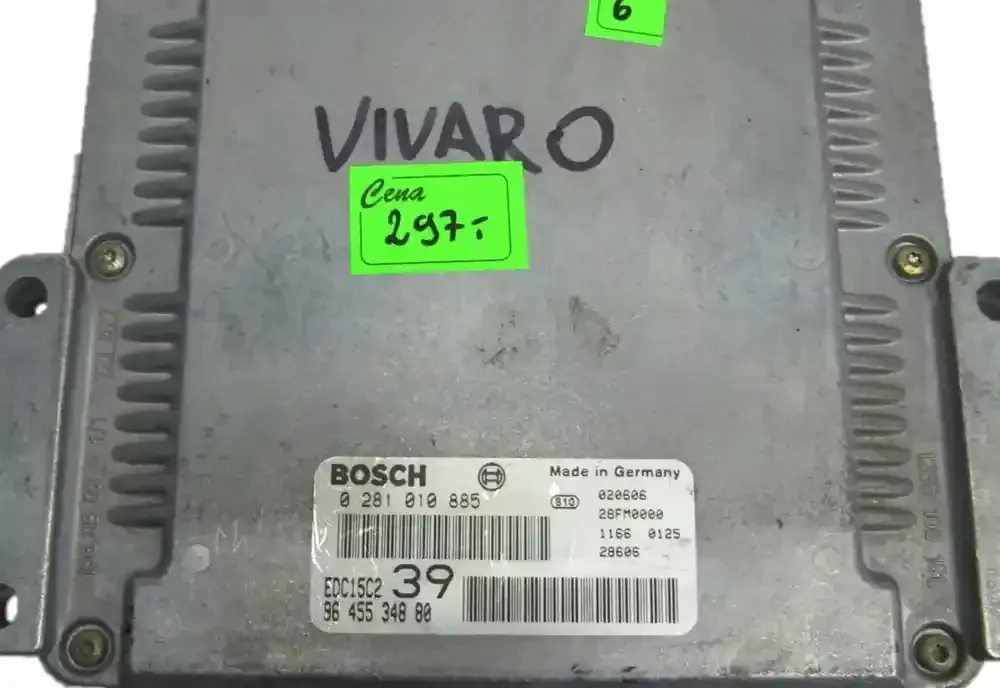 6
VIVARO
Cena
297.-
BOSCH
Made in Germany
0 281 010 885
810
020606
28FM0000
1166 0125
28606
EDC15C2 39
96 455 348 80